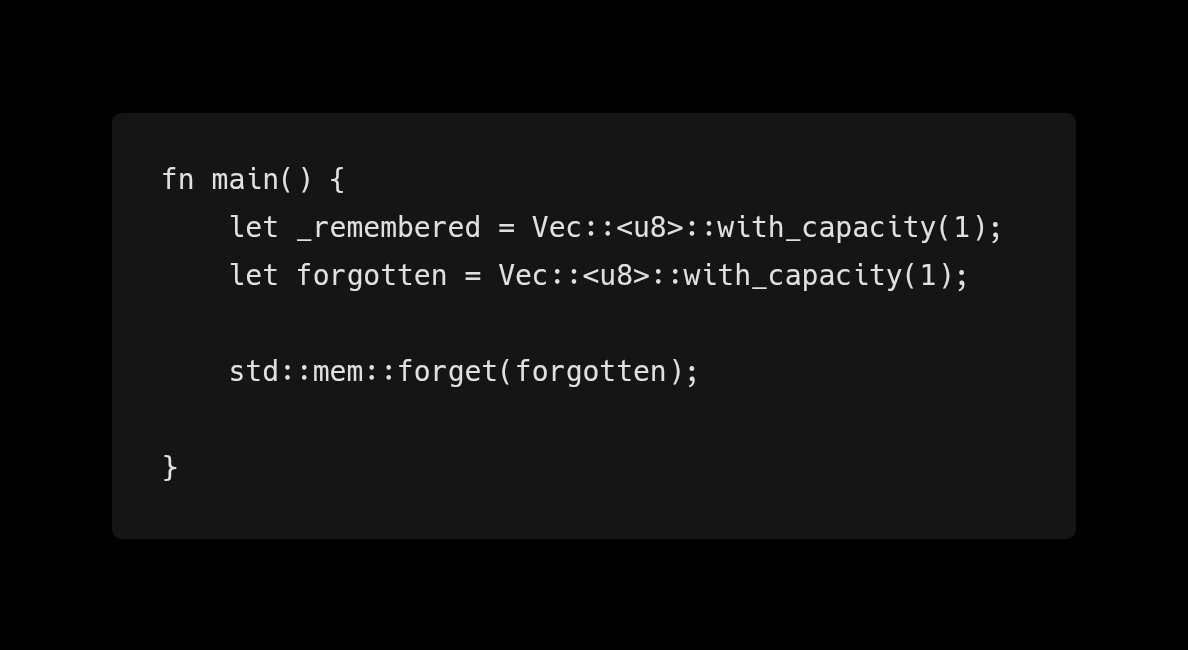 fn main() {
    let _remembered = Vec::<u8>::with_capacity(1);
    let forgotten = Vec::<u8>::with_capacity(1);

    std::mem::forget(forgotten);

}